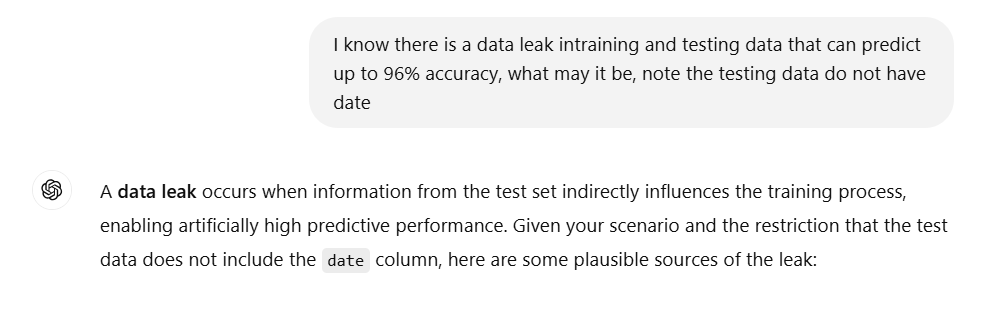 I know there is a data leak intraining and testing data that can predict
up to 96% accuracy, what may it be, note the testing data do not have
date
A data leak occurs when information from the test set indirectly influences the training process,
enabling artificially high predictive performance. Given your scenario and the restriction that the test
data does not include the date column, here are some plausible sources of the leak: